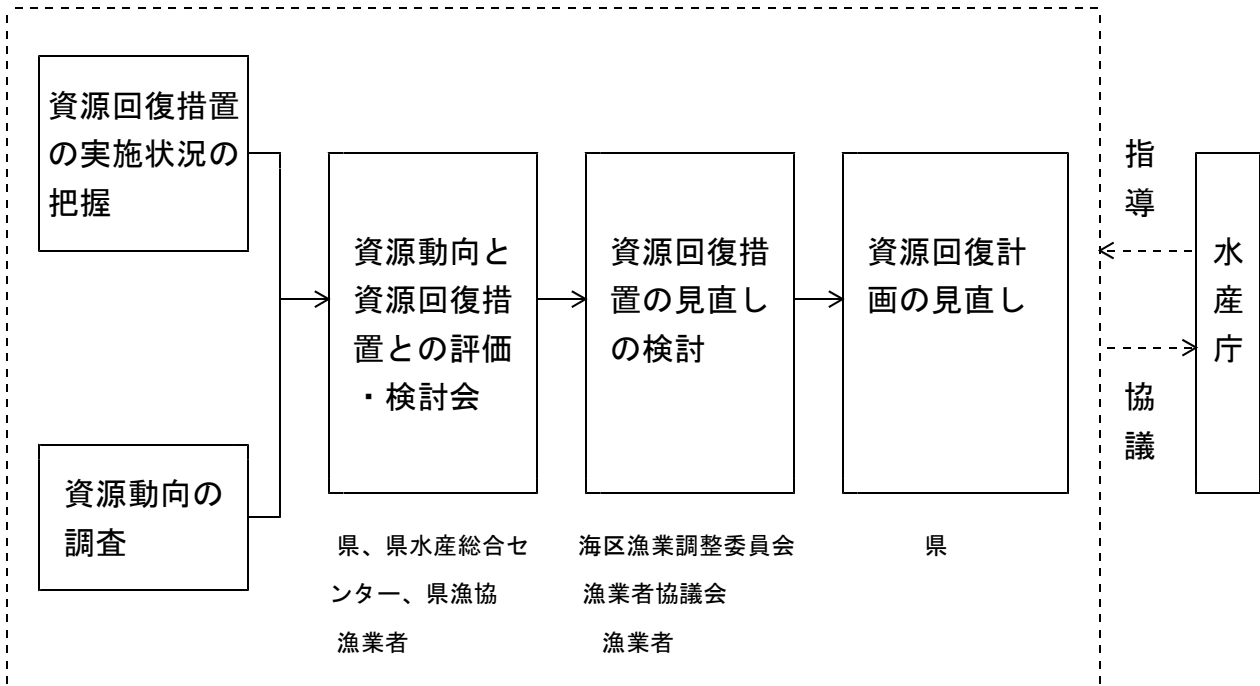 資源回復措置
の実施状況の
把握
資源動向の
調査
資源動向と
資源回復措
置との評価
・検討会
県、県水産総合セ
ンター、県漁協
漁業者
資源回復措
置の見直し
の検討
海区漁業調整委員会
漁業者協議会
漁業者
資源回復計
画の見直し
県
指導
協議
水産庁